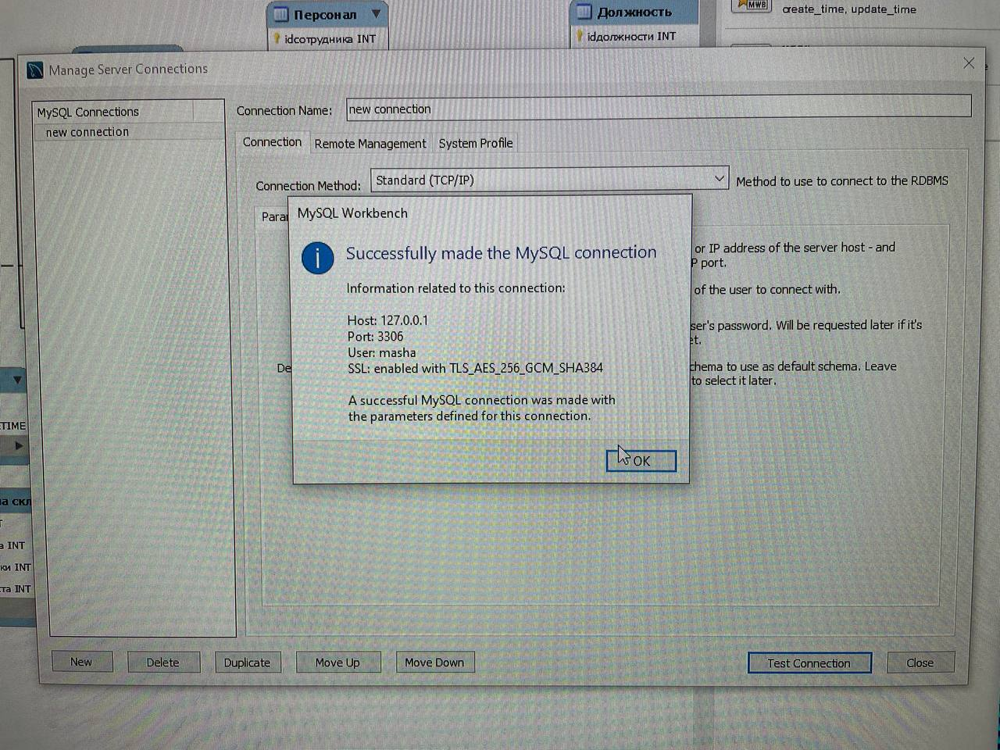 Персонал
idсотрудника INT
Должность
idдолжности INT
MWB
create_time, update_time
Manage Server Connections
MySQL Connections
new connection
Connection Name:
new connection
Connection
Remote Management
System Profile
Connection Method:
Standard (TCP/IP)
Method to use to connect to the RDBMS
Para
MySQL Workbench
Successfully made the MySQL connection
Information related to this connection:
Host: 127.0.0.1
Port: 3306
User: masha
SSL: enabled with TLS_AES_256_GCM_SHA384
A successful MySQL connection was made with
the parameters defined for this connection.
OK
or IP address of the server host - and
P port.
of the user to connect with.
ser's password. Will be requested later if it's
et.
De
chema to use as default schema. Leave
to select it later.
TIME
а скл
INT
ки INT
та INT
New
Delete
Duplicate
Move Up
Move Down
Test Connection
Close